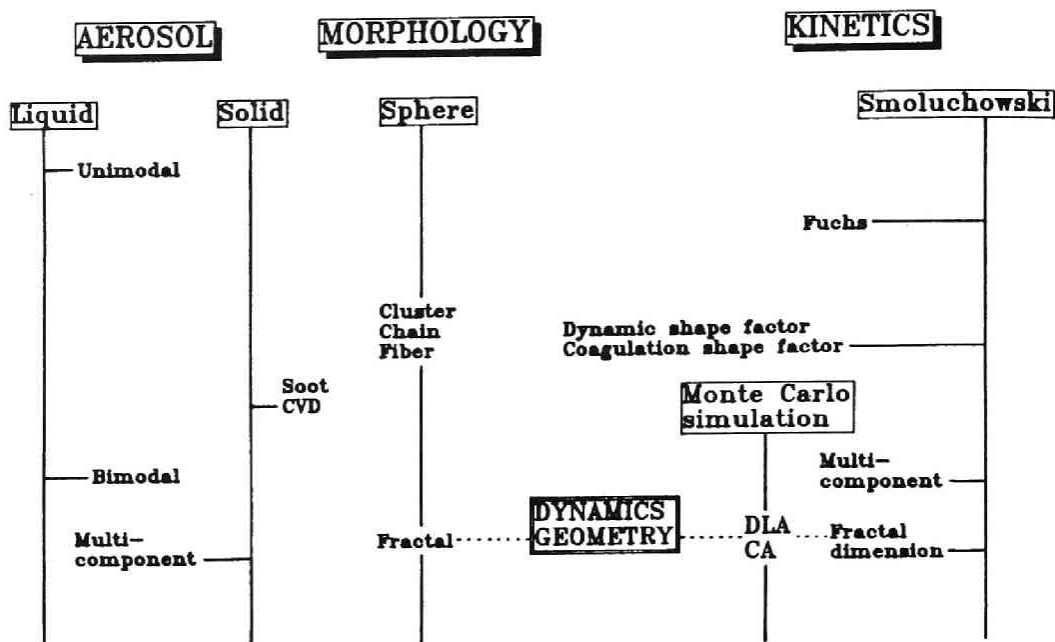 AEROSOL
MORPHOLOGY
KINETICS
Liquid
Solid
Sphere
Smoluchowski
Unimodal
Fuchs
Cluster
Chain
Fiber
Dynamic shape factor
Coagulation shape factor
Soot
CVD
Monte Carlo
simulation
Bimodal
Multi-
component
Multi-
component
Fractal
DYNAMICS
GEOMETRY
DLA
CA
Fractal
dimension